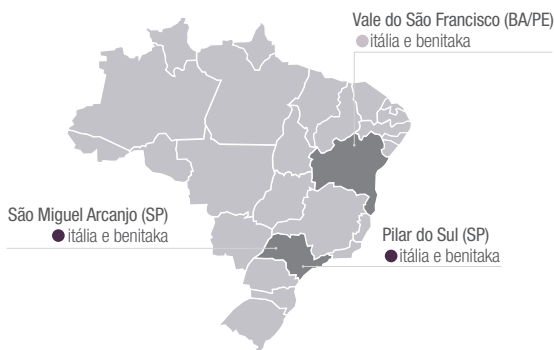 Vale do São Francisco (BA/PE)
itália e benitaka
São Miguel Arcanjo (SP)
itália e benitaka
Pilar do Sul (SP)
itália e benitaka